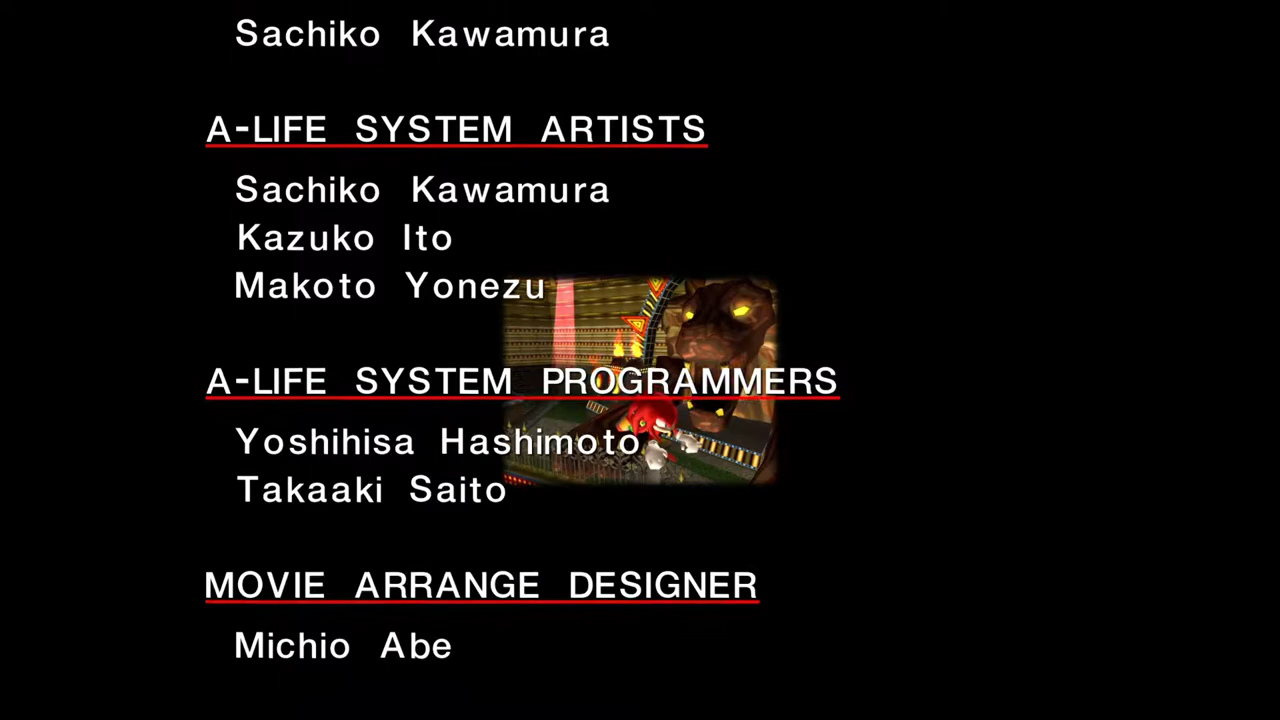 Sachiko Kawamura
A-LIFE SYSTEM ARTISTS
Sachiko Kawamura
Kazuko Ito
Makoto Yonezu
A-LIFE SYSTEM PROGRAMMERS
Yoshihisa Hashimoto
Takaaki Saito
MOVIE ARRANGE DESIGNER
Michio Abe